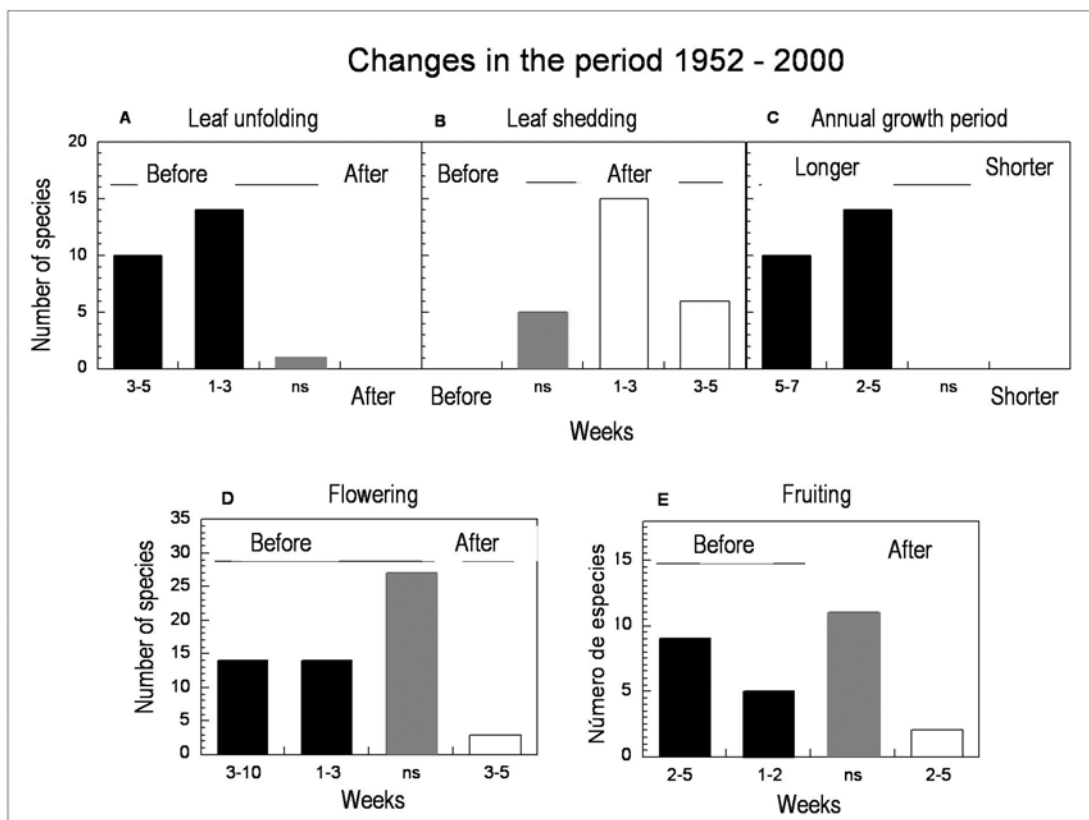 Changes in the period 1952 - 2000
A Leaf unfolding
B Leaf shedding
C Annual growth period
Number of species
20
15
10
5
0
Before After
Before After
Longer Shorter
3-5 1-3 ns After
Before ns 1-3 3-5
5-7 2-5 ns Shorter
Weeks
D Flowering
Number of species
35
30
25
20
15
10
5
0
Before After
3-10 1-3 ns 3-5
Weeks
E Fruiting
Número de especies
15
10
5
0
Before After
2-5 1-2 ns 2-5
Weeks